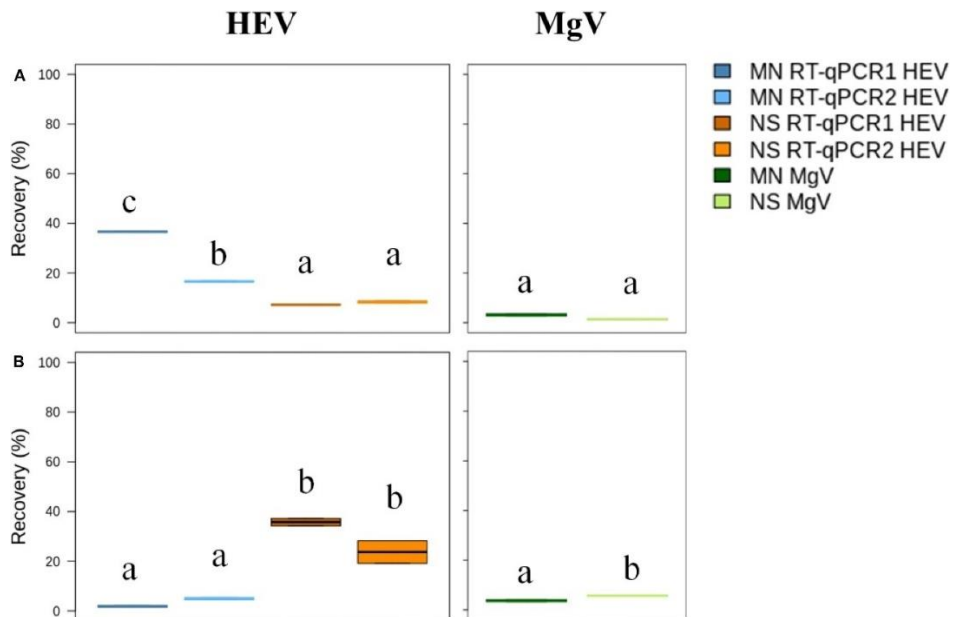 HEV MgV
A
100
80
60
40
20
0
Recovery (%)
c
b
a
a
a
a
MN RT-qPCR1 HEV
MN RT-qPCR2 HEV
NS RT-qPCR1 HEV
NS RT-qPCR2 HEV
MN MgV
NS MgV
B
100
80
60
40
20
0
Recovery (%)
a
a
b
b
a
b